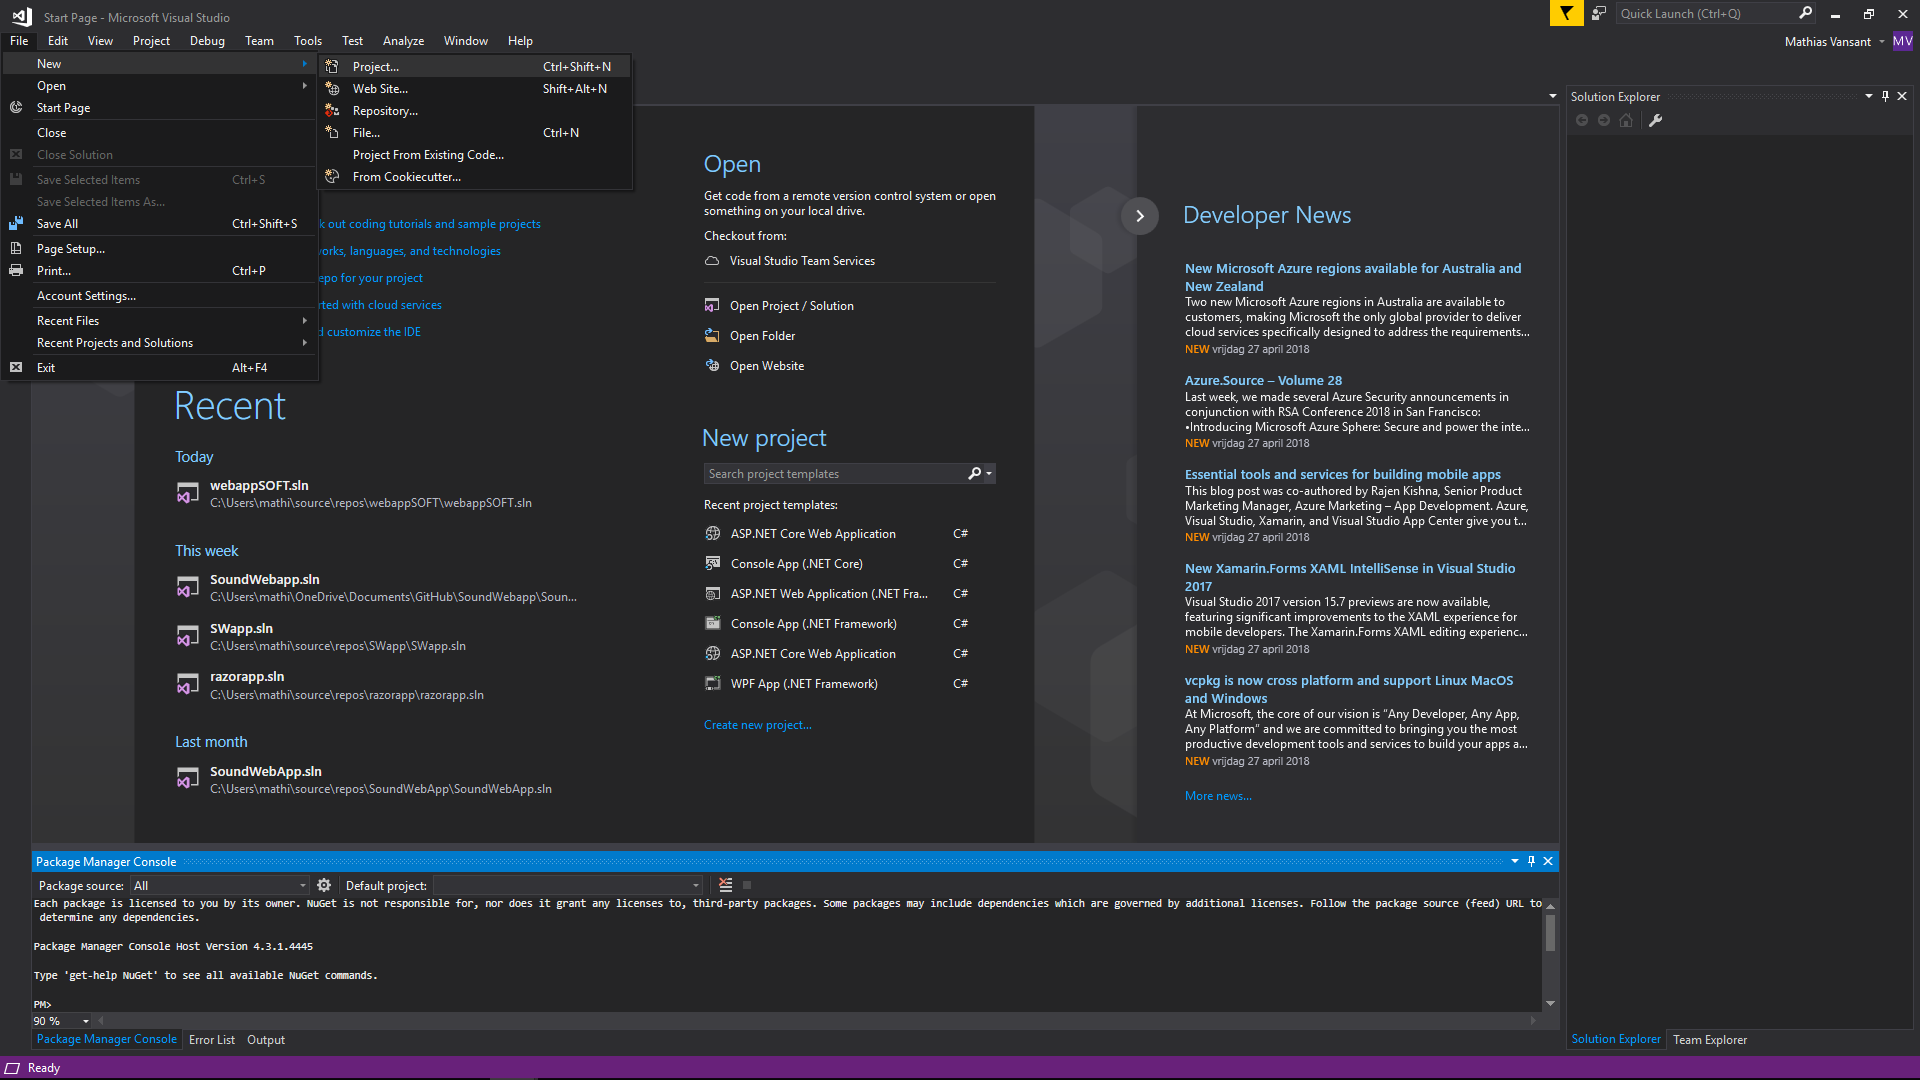 Start Page - Microsoft Visual Studio
Quick Launch (Ctrl+Q)
File Edit View Project Debug Team Tools Test Analyze Window Help
Mathias Vansant MV
New
Open
Start Page
Close
Close Solution
Save Selected Items Ctrl+S
Save Selected Items As...
Save All Ctrl+Shift+S
Page Setup...
Print... Ctrl+P
Account Settings...
Recent Files
Recent Projects and Solutions
Exit Alt+F4
Project... Ctrl+Shift+N
Web Site... Shift+Alt+N
Repository...
File... Ctrl+N
Project From Existing Code...
From Cookiecutter...
out coding tutorials and sample projects
, languages, and technologies
for your project
with cloud services
customize the IDE
Recent
Today
webappSOFT.sln
C:\Users\mathi\source\repos\webappSOFT\webappSOFT.sln
This week
SoundWebapp.sln
C:\Users\mathi\OneDrive\Documents\GitHub\SoundWebapp\Soun...
SWapp.sln
C:\Users\mathi\source\repos\SWapp\SWapp.sln
razorapp.sln
C:\Users\mathi\source\repos\razorapp\razorapp.sln
Last month
SoundWebApp.sln
C:\Users\mathi\source\repos\SoundWebApp\SoundWebApp.sln
Open
Get code from a remote version control system or open
something on your local drive.
Checkout from:
Visual Studio Team Services
Open Project / Solution
Open Folder
Open Website
New project
Search project templates
Recent project templates:
ASP.NET Core Web Application C#
Console App (.NET Core) C#
ASP.NET Web Application (.NET Fra... C#
Console App (.NET Framework) C#
ASP.NET Core Web Application C#
WPF App (.NET Framework) C#
Create new project...
Developer News
New Microsoft Azure regions available for Australia and
New Zealand
Two new Microsoft Azure regions in Australia are available to
customers, making Microsoft the only global provider to deliver
cloud services specifically designed to address the requirements...
NEW vrijdag 27 april 2018
Azure.Source – Volume 28
Last week, we made several Azure Security announcements in
conjunction with RSA Conference 2018 in San Francisco:
•Introducing Microsoft Azure Sphere: Secure and power the inte...
NEW vrijdag 27 april 2018
Essential tools and services for building mobile apps
This blog post was co-authored by Rajen Kishna, Senior Product
Marketing Manager, Azure Marketing – App Development. Azure,
Visual Studio, Xamarin, and Visual Studio App Center give you t...
NEW vrijdag 27 april 2018
New Xamarin.Forms XAML IntelliSense in Visual Studio
2017
Visual Studio 2017 version 15.7 previews are now available,
featuring significant improvements to the XAML experience for
mobile developers. The Xamarin.Forms XAML editing experienc...
NEW vrijdag 27 april 2018
vcpkg is now cross platform and support Linux MacOS
and Windows
At Microsoft, the core of our vision is “Any Developer, Any App,
Any Platform” and we are committed to bringing you the most
productive development tools and services to build your apps a...
NEW vrijdag 27 april 2018
More news...
Solution Explorer
Package Manager Console
Package source: All Default project:
Each package is licensed to you by its owner. NuGet is not responsible for, nor does it grant any licenses to, third-party packages. Some packages may include dependencies which are governed by additional licenses. Follow the package source (feed) URL to
determine any dependencies.
Package Manager Console Host Version 4.3.1.4445
Type 'get-help NuGet' to see all available NuGet commands.
PM>
90 %
Package Manager Console Error List Output
Solution Explorer Team Explorer
Ready